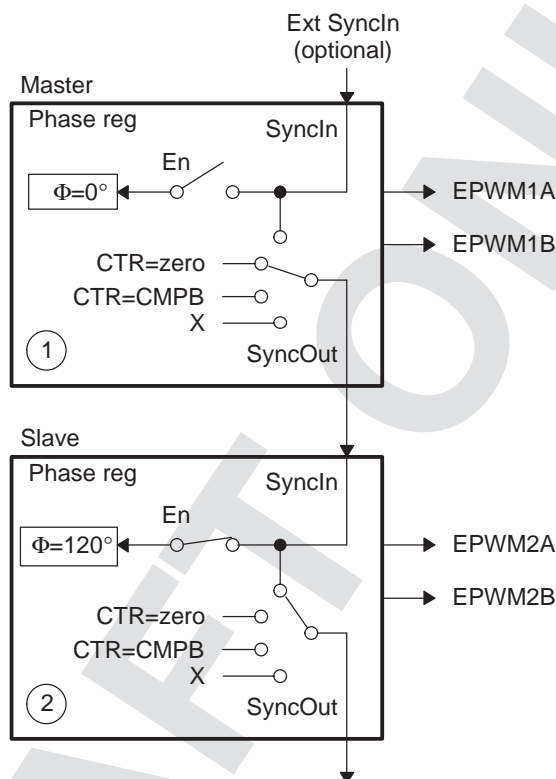 Ext SyncIn
(optional)
Master
Phase reg
SyncIn
En
Φ=0°
EPWM1A
EPWM1B
CTR=zero
CTR=CMPB
X
1
SyncOut
Slave
Phase reg
SyncIn
En
Φ=120°
EPWM2A
EPWM2B
CTR=zero
CTR=CMPB
X
2
SyncOut